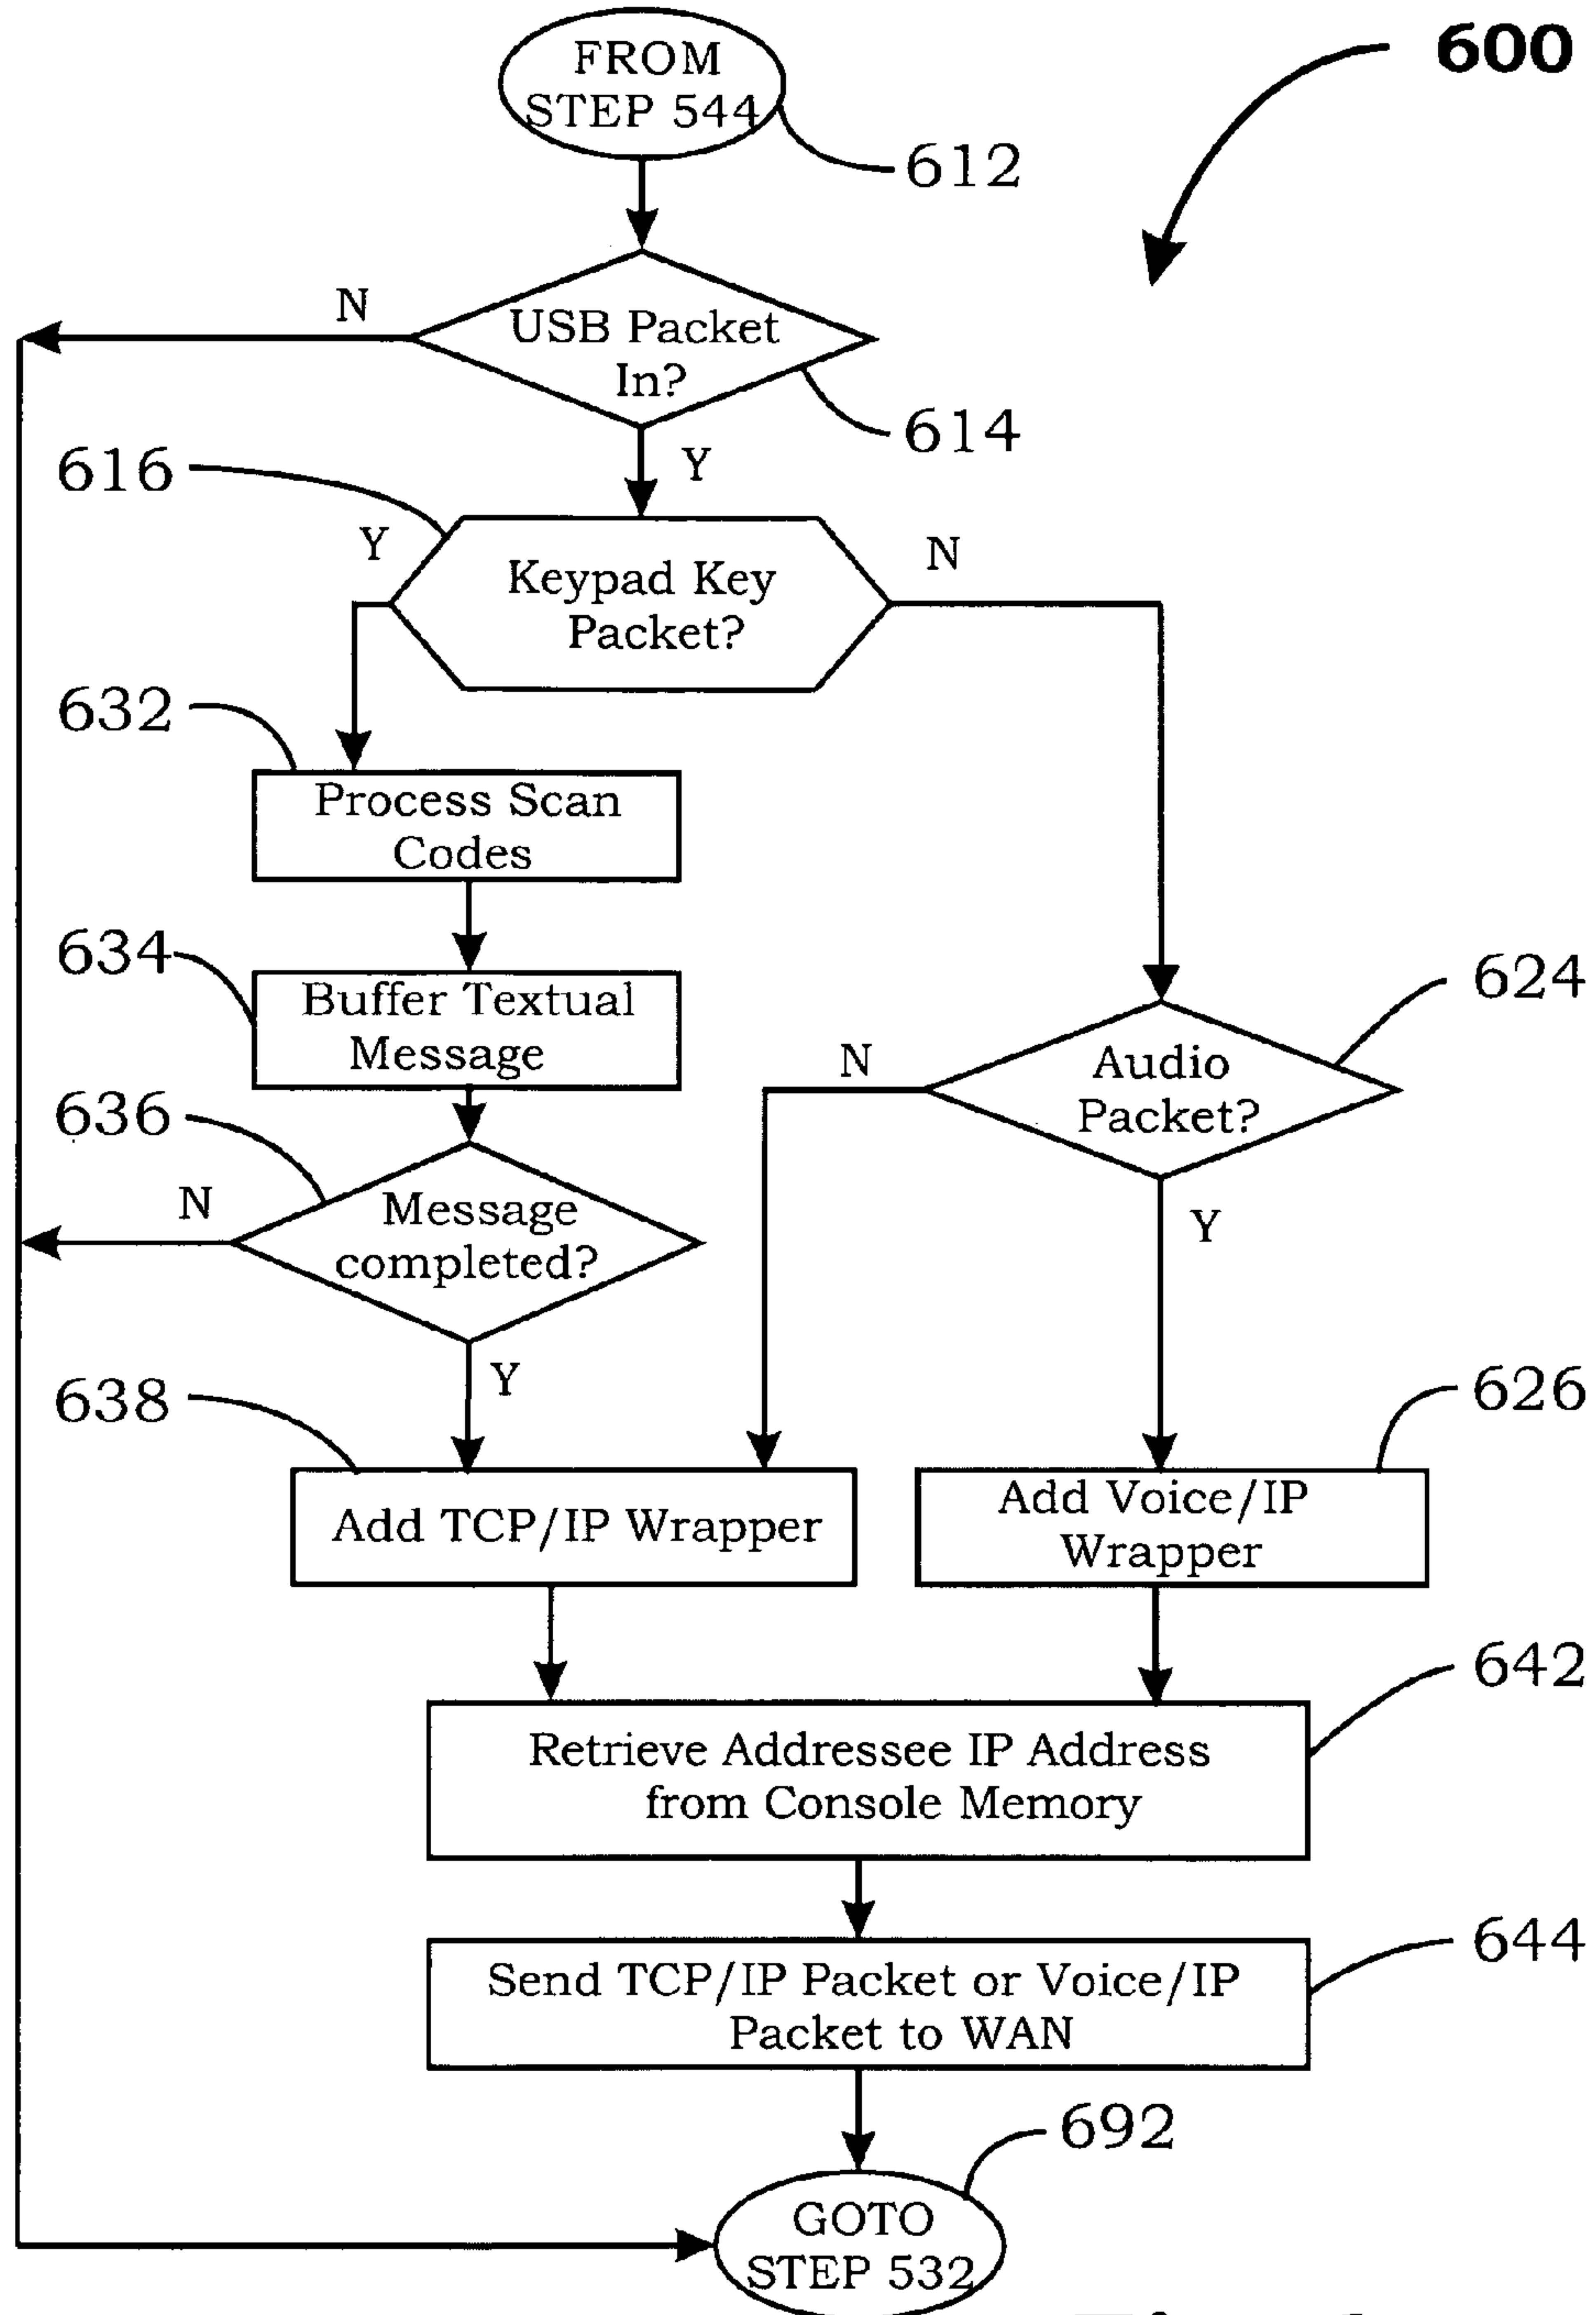 600
FROM
STEP 544
612
N
USB Packet
In?
614
Y
616
Y
Keypad Key
Packet?
N
632
Process Scan
Codes
634
Buffer Textual
Message
624
N
Audio
Packet?
636
N
Message
completed?
Y
Y
638
626
Add TCP/IP Wrapper
Add Voice/IP
Wrapper
642
Retrieve Addressee IP Address
from Console Memory
644
Send TCP/IP Packet or Voice/IP
Packet to WAN
692
GOTO
STEP 532